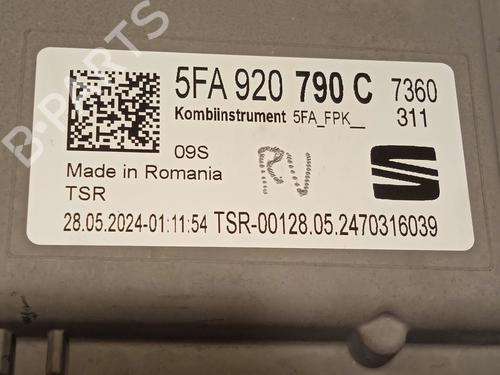 B-PARTS
5FA 920 790 C 7360
Kombiinstrument 5FA_FPK__ 311
09S
Made in Romania
TSR
RV
28.05.2024-01:11:54 TSR-00128.05.2470316039